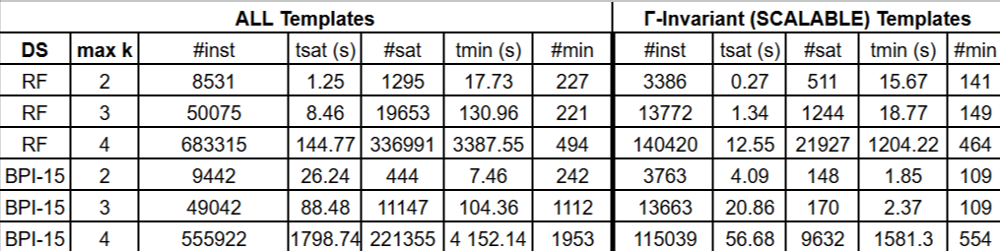 ALL Templates Γ-Invariant (SCALABLE) Templates
DS max k #inst tsat (s) #sat tmin (s) #min #inst tsat (s) #sat tmin (s) #min
RF 2 8531 1.25 1295 17.73 227 3386 0.27 511 15.67 141
RF 3 50075 8.46 19653 130.96 221 13772 1.34 1244 18.77 149
RF 4 683315 144.77 336991 3387.55 494 140420 12.55 21927 1204.22 464
BPI-15 2 9442 26.24 444 7.46 242 3763 4.09 148 1.85 109
BPI-15 3 49042 88.48 11147 104.36 1112 13663 20.86 170 2.37 109
BPI-15 4 555922 1798.74 221355 4 152.14 1953 115039 56.68 9632 1581.3 554